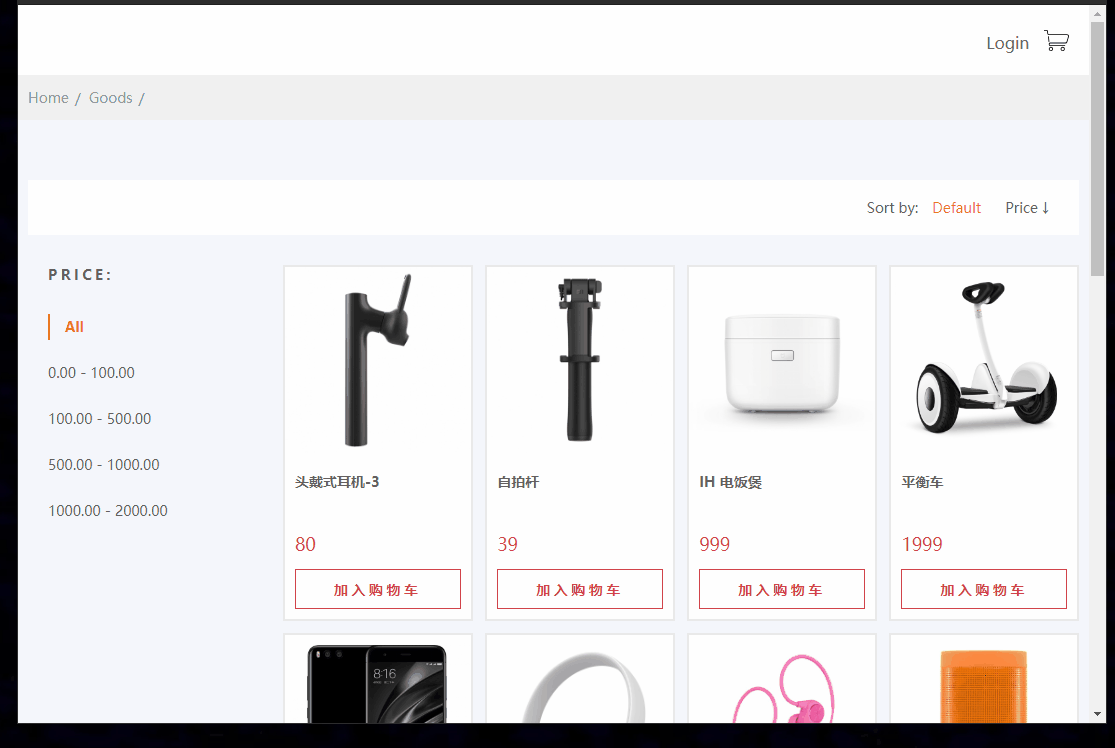 Login
Home / Goods /
Sort by: Default Price ↓
PRICE:
All
0.00 - 100.00
100.00 - 500.00
500.00 - 1000.00
1000.00 - 2000.00
头戴式耳机-3
80
加入购物车
自拍杆
39
加入购物车
IH 电饭煲
999
加入购物车
平衡车
1999
加入购物车
8:16